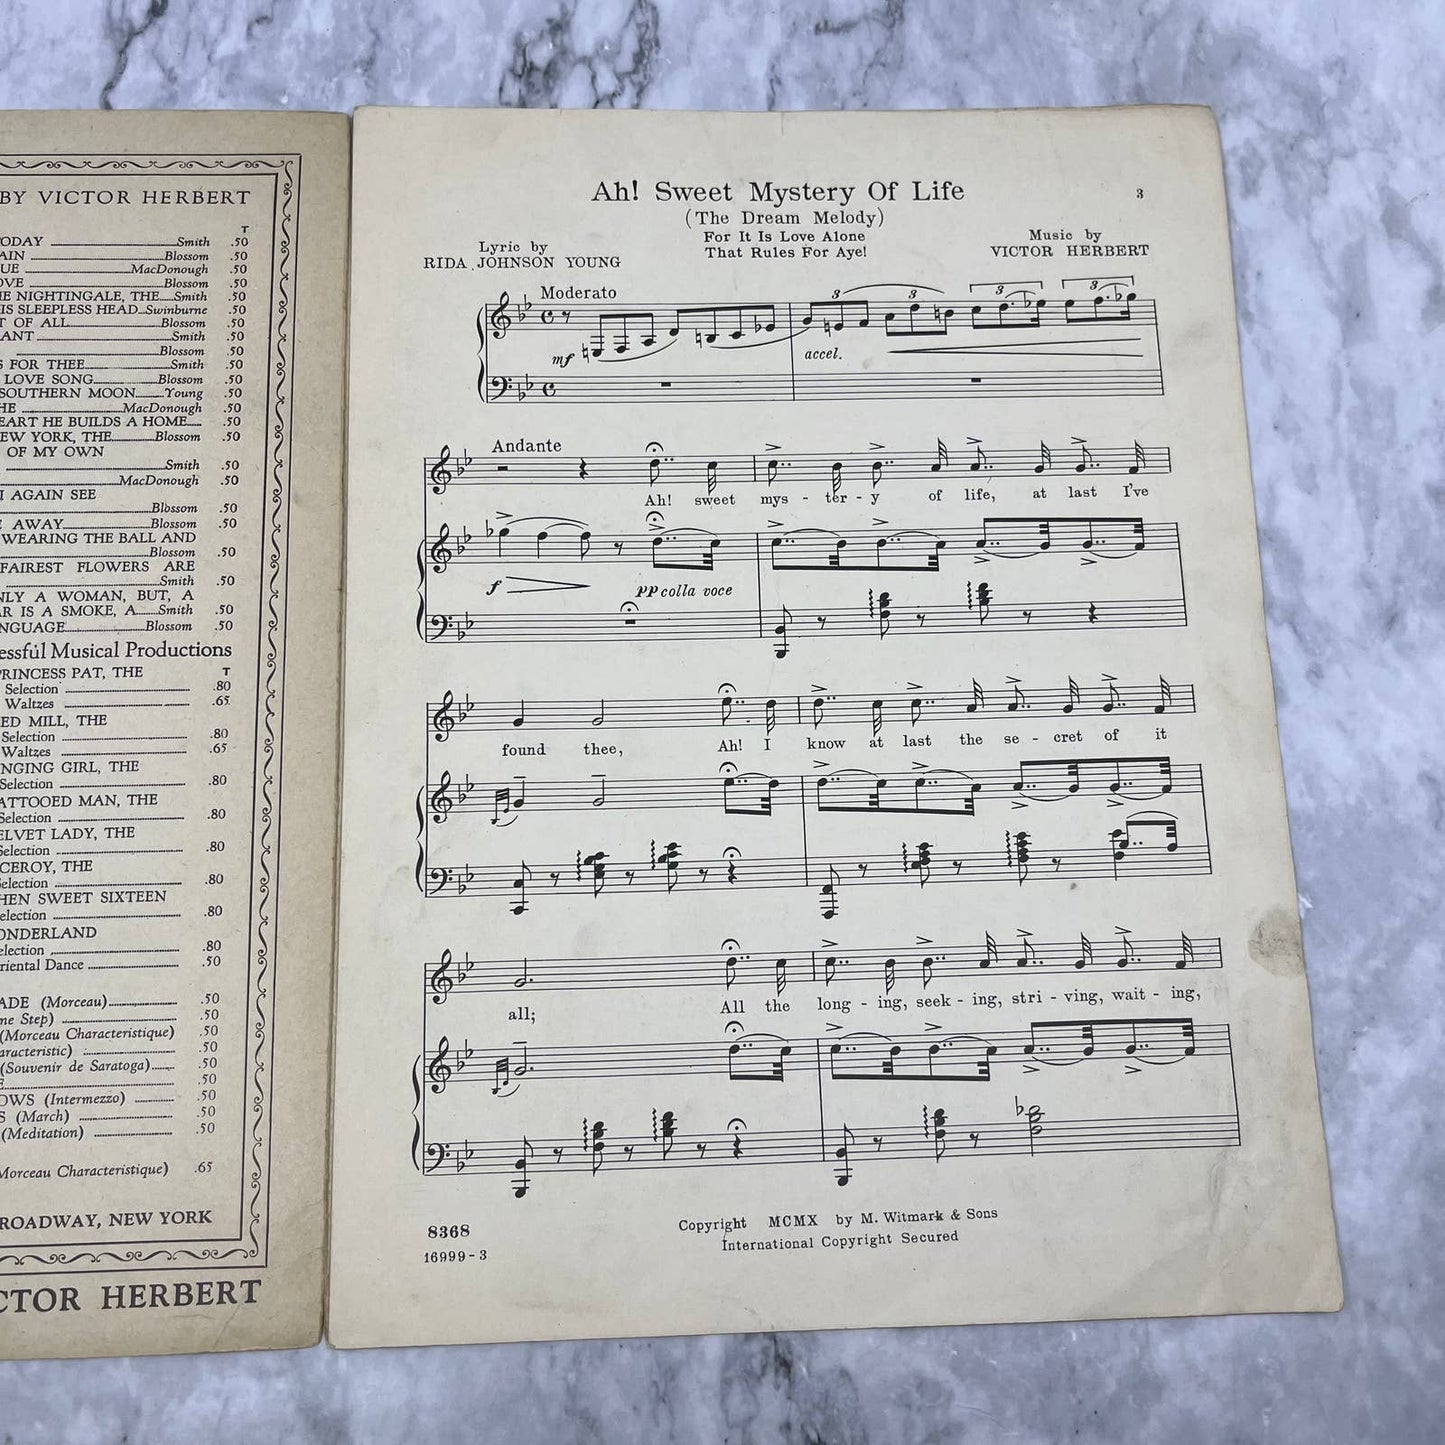 BY VICTOR HERBERT
T
TODAY Smith .50
AIN Blossom .50
UE MacDonough .50
OVE Blossom .50
HE NIGHTINGALE, THE Smith .50
IS SLEEPLESS HEAD Swinburne .50
T OF ALL Blossom .50
ANT Smith .50
Blossom .50
S FOR THEE Smith .50
LOVE SONG Blossom .50
SOUTHERN MOON Young .50
HE MacDonough .50
EART HE BUILDS A HOME .50
EW YORK, THE Blossom .50
OF MY OWN
Smith .50
MacDonough .50
I AGAIN SEE
Blossom .50
AWAY Blossom .50
WEARING THE BALL AND
Blossom .50
FAIREST FLOWERS ARE
Smith .50
NLY A WOMAN, BUT, A
AR IS A SMOKE, A Smith .50
NGUAGE Blossom .50
essful Musical Productions
PRINCESS PAT, THE T
Selection .80
Waltzes .65
ED MILL, THE
Selection .80
Waltzes .65
NGING GIRL, THE
Selection .80
ATTOOED MAN, THE
Selection .80
ELVET LADY, THE
Selection .80
CEROY, THE
Selection .80
HEN SWEET SIXTEEN
Selection .80
ONDERLAND
Selection .80
riental Dance .50
ADE (Morceau) .50
me Step) .50
(Morceau Characteristique) .50
aracteristic) .50
(Souvenir de Saratoga) .50
E .50
OWS (Intermezzo) .50
S (March) .50
(Meditation) .50
Morceau Characteristique) .65
ROADWAY, NEW YORK
CTOR HERBERT
3
Ah! Sweet Mystery Of Life
(The Dream Melody)
For It Is Love Alone
That Rules For Aye!
Lyric by
RIDA JOHNSON YOUNG
Music by
VICTOR HERBERT
Moderato
3 3 3 3
mf accel.
Andante
Ah! sweet mys - ter - y of life, at last I've
f pp colla voce
found thee, Ah! I know at last the se - cret of it
all; All the long - ing, seek - ing, stri - ving, wait - ing,
8368
16999-3
Copyright MCMX by M. Witmark & Sons
International Copyright Secured